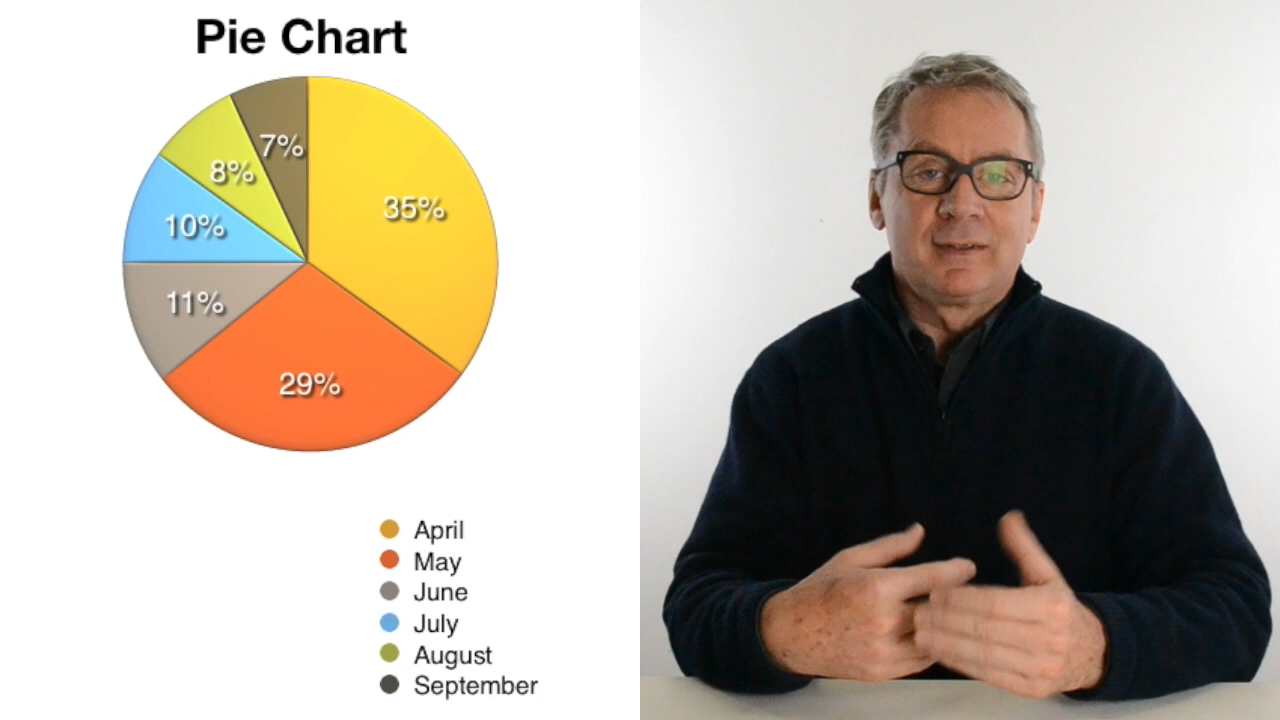 Pie Chart
7%
8%
35%
10%
11%
29%
April
May
June
July
August
September